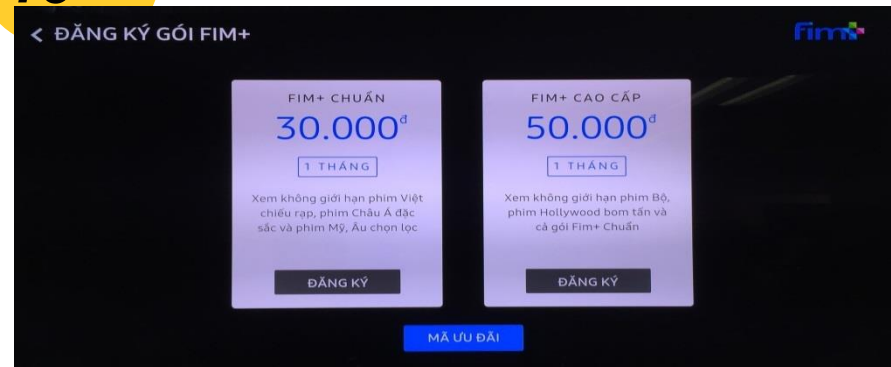 < ĐĂNG KÝ GÓI FIM+
fim+
FIM+ CHUẨN
30.000đ
1 THÁNG
Xem không giới hạn phim Việt
chiếu rạp, phim Châu Á đặc
sắc và phim Mỹ, Âu chọn lọc
ĐĂNG KÝ
FIM+ CAO CẤP
50.000đ
1 THÁNG
Xem không giới hạn phim Bộ,
phim Hollywood bom tấn và
cả gói Fim+ Chuẩn
ĐĂNG KÝ
MÃ ƯU ĐÃI